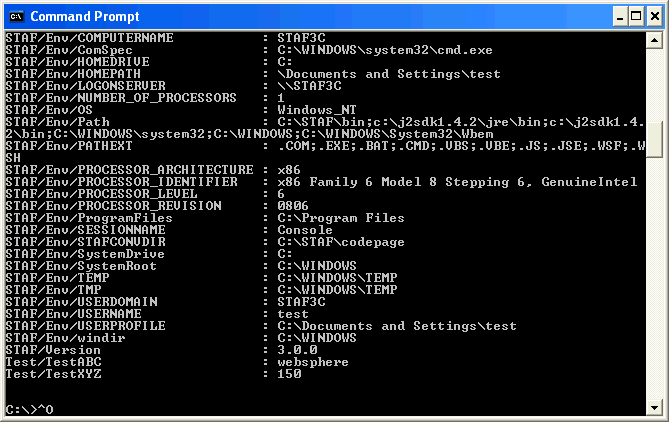 Command Prompt
STAF/Env/COMPUTERNAME : STAF3C
STAF/Env/ComSpec : C:\WINDOWS\system32\cmd.exe
STAF/Env/HOMEDRIVE : C:
STAF/Env/HOMEPATH : \Documents and Settings\test
STAF/Env/LOGONSERVER : \\STAF3C
STAF/Env/NUMBER_OF_PROCESSORS : 1
STAF/Env/OS : Windows_NT
STAF/Env/Path : C:\STAF\bin;c:\j2sdk1.4.2\jre\bin;c:\j2sdk1.4.
2\bin;C:\WINDOWS\system32;C:\WINDOWS;C:\WINDOWS\System32\Wbem
STAF/Env/PATHEXT : .COM;.EXE;.BAT;.CMD;.VBS;.VBE;.JS;.JSE;.WSF;.W
SH
STAF/Env/PROCESSOR_ARCHITECTURE : x86
STAF/Env/PROCESSOR_IDENTIFIER : x86 Family 6 Model 8 Stepping 6, GenuineIntel
STAF/Env/PROCESSOR_LEVEL : 6
STAF/Env/PROCESSOR_REVISION : 0806
STAF/Env/ProgramFiles : C:\Program Files
STAF/Env/SESSIONNAME : Console
STAF/Env/STAFCONVDIR : C:\STAF\codepage
STAF/Env/SystemDrive : C:
STAF/Env/SystemRoot : C:\WINDOWS
STAF/Env/TEMP : C:\WINDOWS\TEMP
STAF/Env/TMP : C:\WINDOWS\TEMP
STAF/Env/USERDOMAIN : STAF3C
STAF/Env/USERNAME : test
STAF/Env/USERPROFILE : C:\Documents and Settings\test
STAF/Env/windir : C:\WINDOWS
STAF/Version : 3.0.0
Test/TestABC : websphere
Test/TestXYZ : 150
C:\>^O